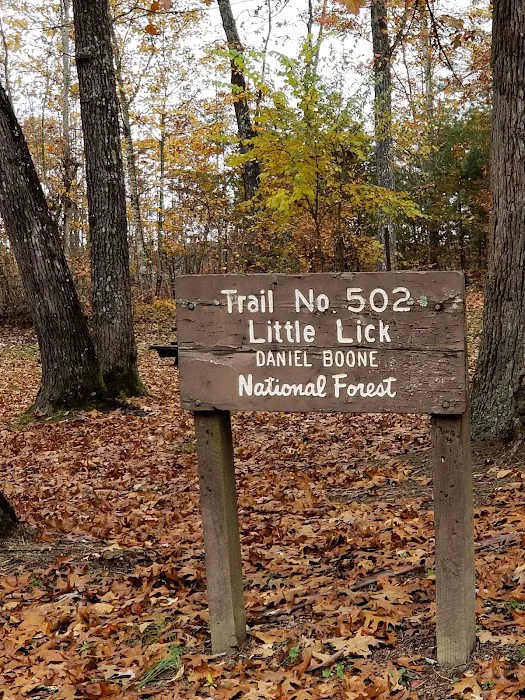 Trail No. 502
Little Lick
DANIEL BOONE
National Forest